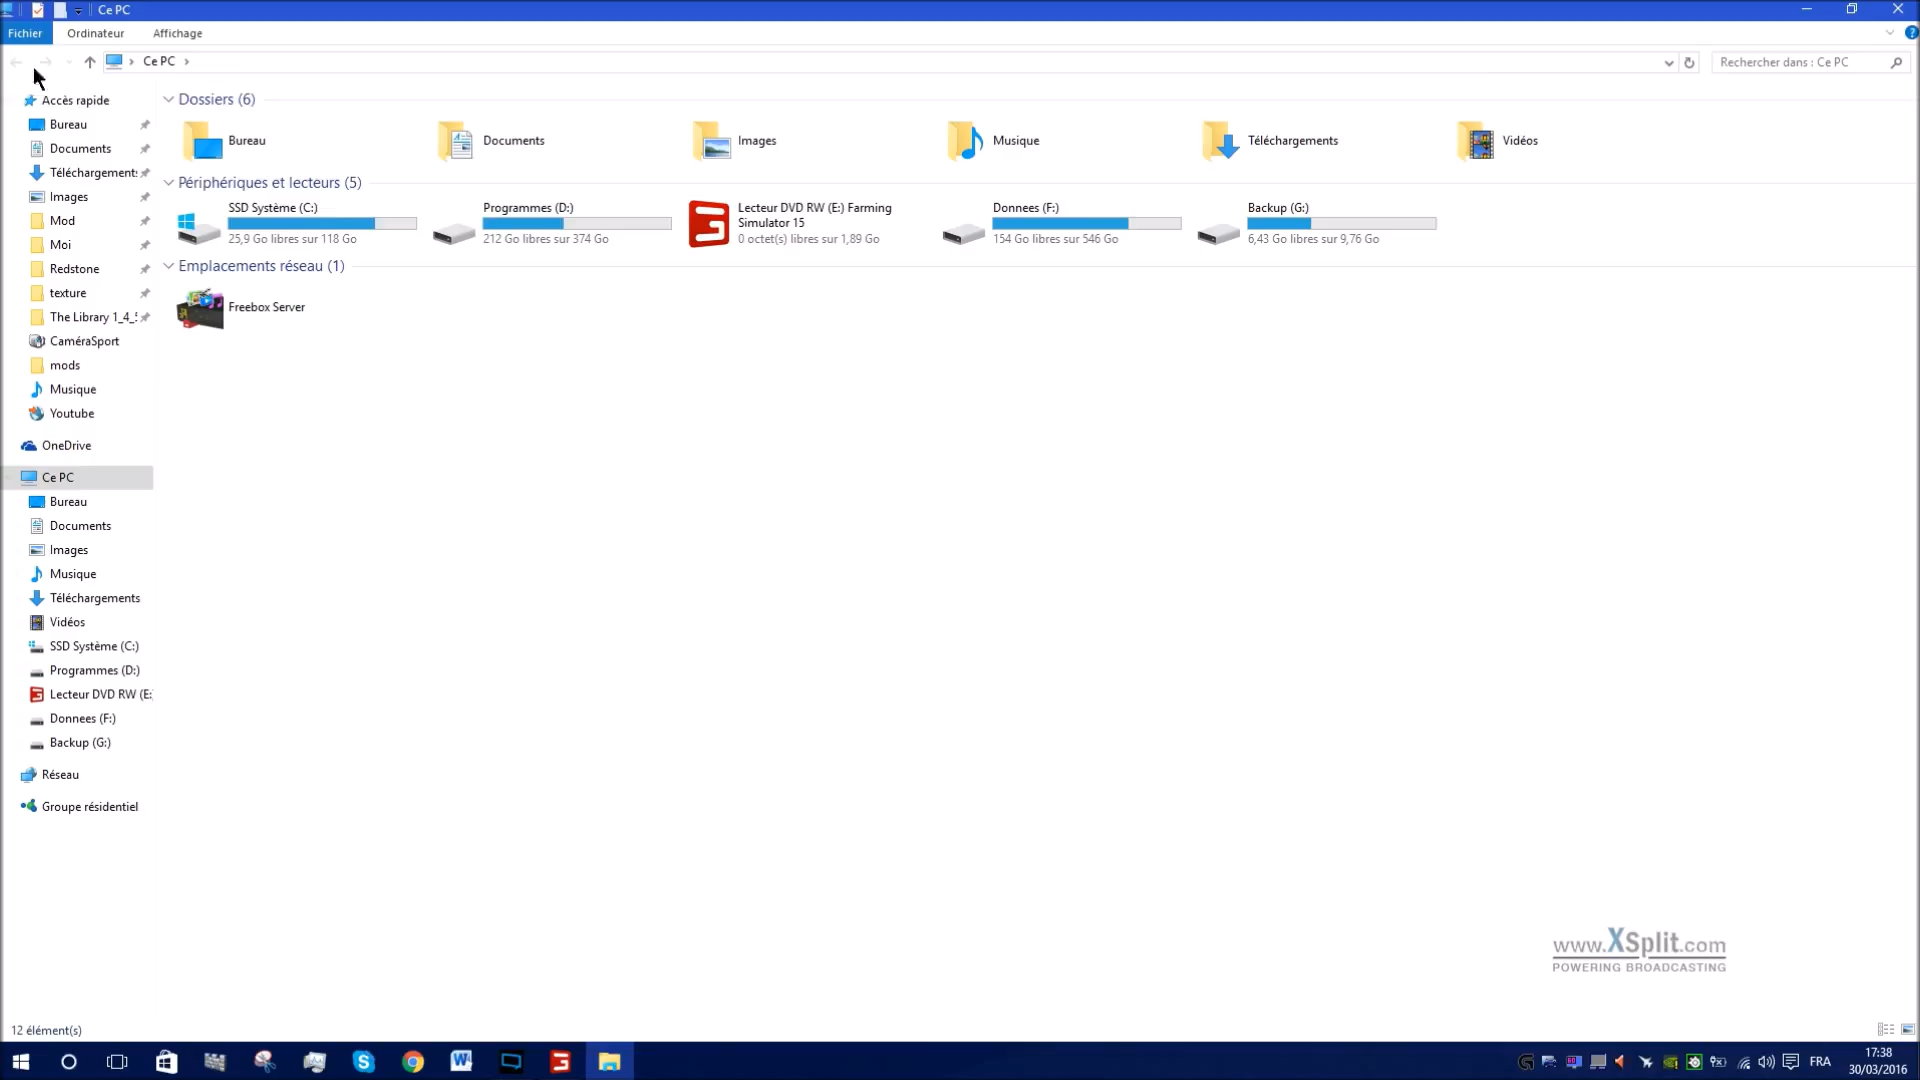 Ce PC
Fichier
Ordinateur
Affichage
Ce PC
Rechercher dans : Ce PC
Accès rapide
Bureau
Documents
Téléchargements
Images
Mod
Moi
Redstone
texture
The Library 1_4_5
CaméraSport
mods
Musique
Youtube
OneDrive
Ce PC
Bureau
Documents
Images
Musique
Téléchargements
Vidéos
SSD Système (C:)
Programmes (D:)
Lecteur DVD RW (E:
Donnees (F:)
Backup (G:)
Réseau
Groupe résidentiel
Dossiers (6)
Bureau
Documents
Images
Musique
Téléchargements
Vidéos
Périphériques et lecteurs (5)
SSD Système (C:)
25,9 Go libres sur 118 Go
Programmes (D:)
212 Go libres sur 374 Go
Lecteur DVD RW (E:) Farming
Simulator 15
0 octet(s) libres sur 1,89 Go
Donnees (F:)
154 Go libres sur 546 Go
Backup (G:)
6,43 Go libres sur 9,76 Go
Emplacements réseau (1)
Freebox Server
www.XSplit.com
POWERING BROADCASTING
12 élément(s)
FRA
17:38
30/03/2016